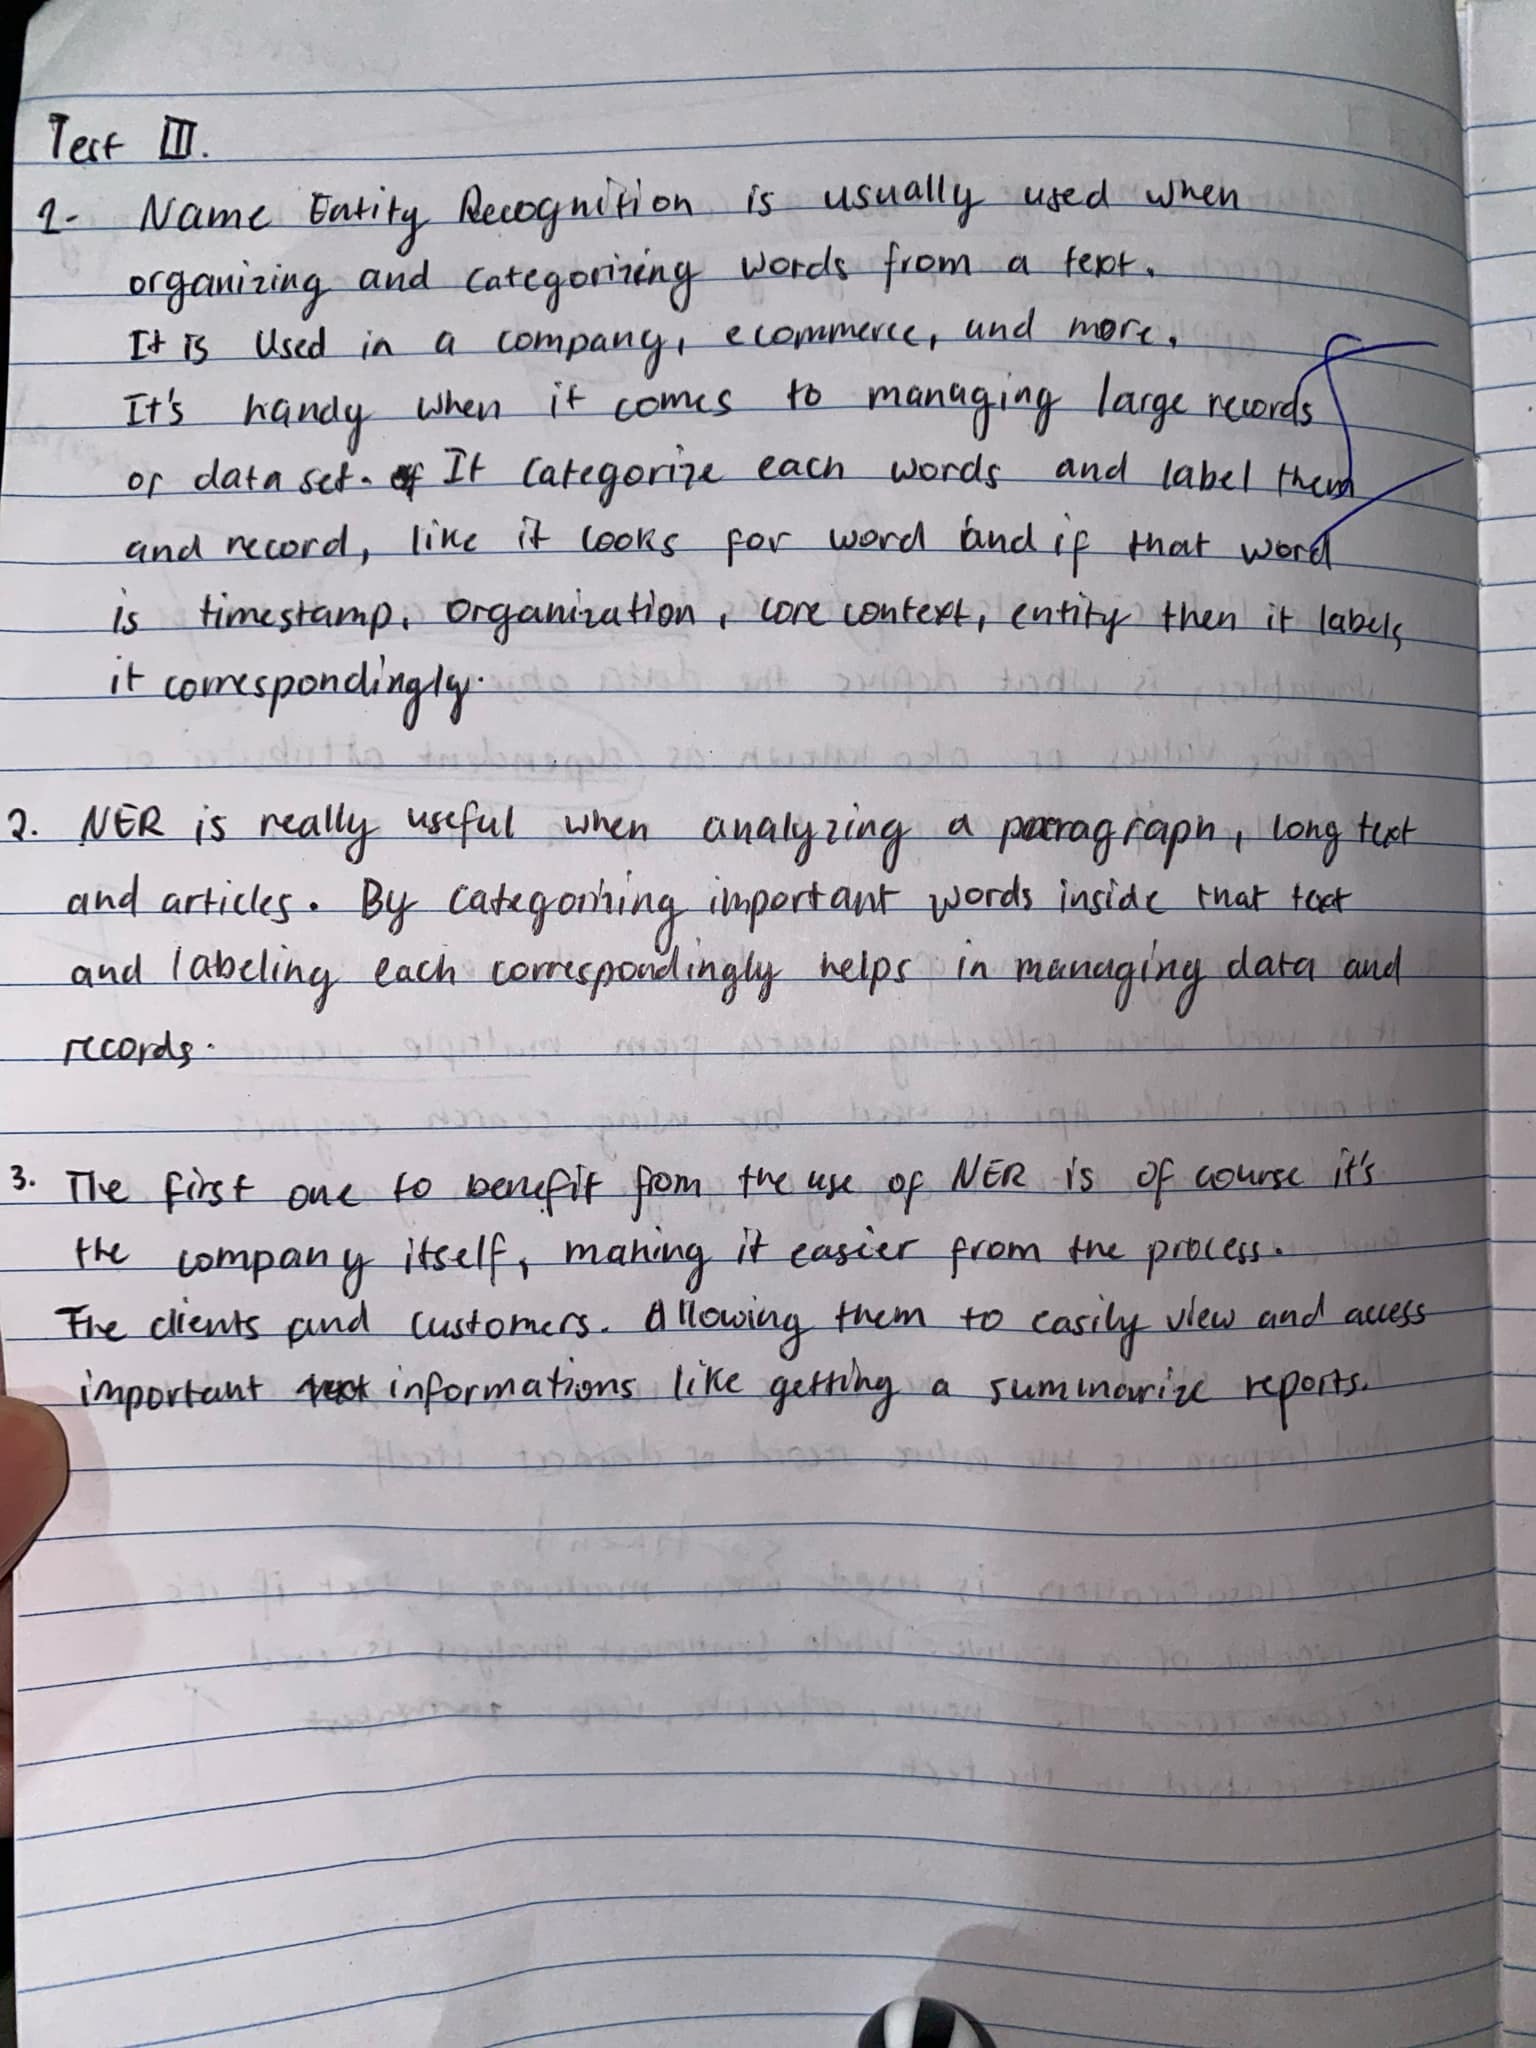 Test III.
1- Name Entity Recognition is usually used when
organizing and categorizing words from a text.
It is used in a company, ecommerce, and more.
It's handy when it comes to managing large records
or data set. It categorize each words and label them
and record, like it looks for word and if that word
is timestamp, organization, core context, entity then it labels
it correspondingly.
2. NER is really useful when analyzing a paragraph, long text
and articles. By categorizing important words inside that text
and labeling each correspondingly helps in managing data and
records.
3. The first one to benefit from the use of NER is of course it's
the company itself, making it easier from the process.
The clients and customers. Allowing them to easily view and access
important informations like getting a summarize reports.